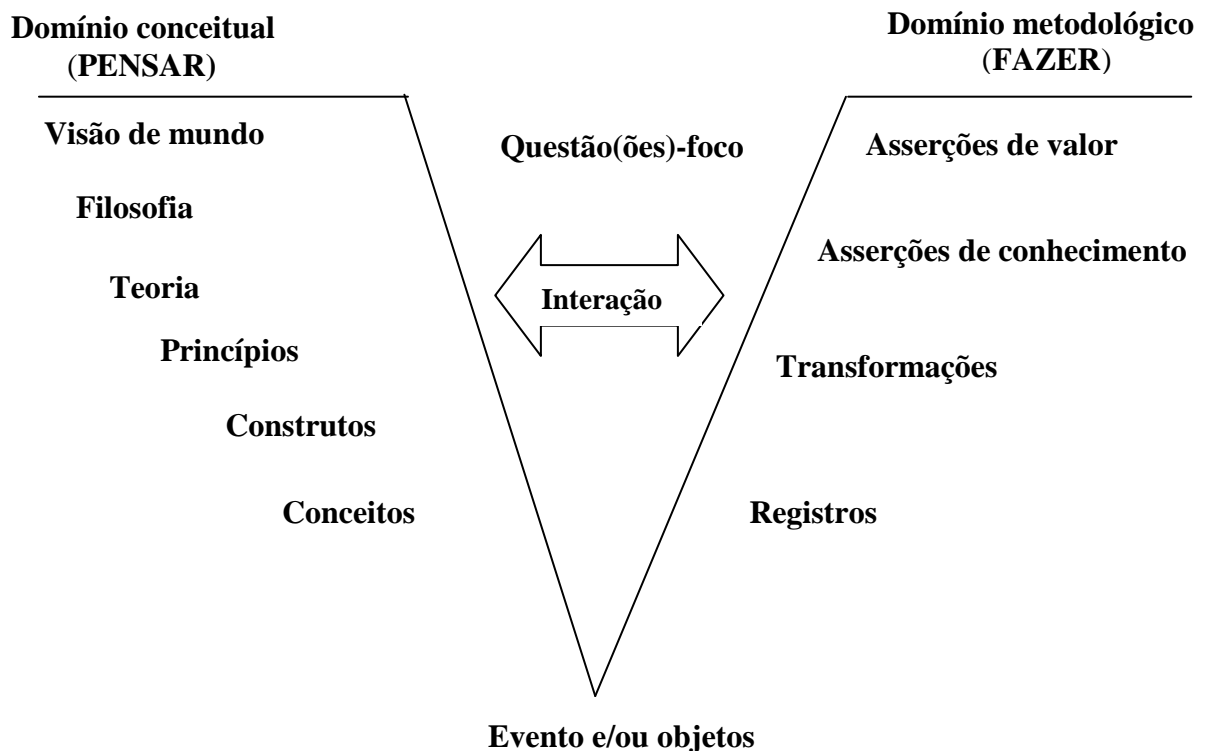 Domínio conceitual
(PENSAR)
Domínio metodológico
(FAZER)
Visão de mundo
Questão(ões)-foco
Asserções de valor
Filosofia
Asserções de conhecimento
Teoria
Interação
Princípios
Transformações
Construtos
Conceitos
Registros
Evento e/ou objetos